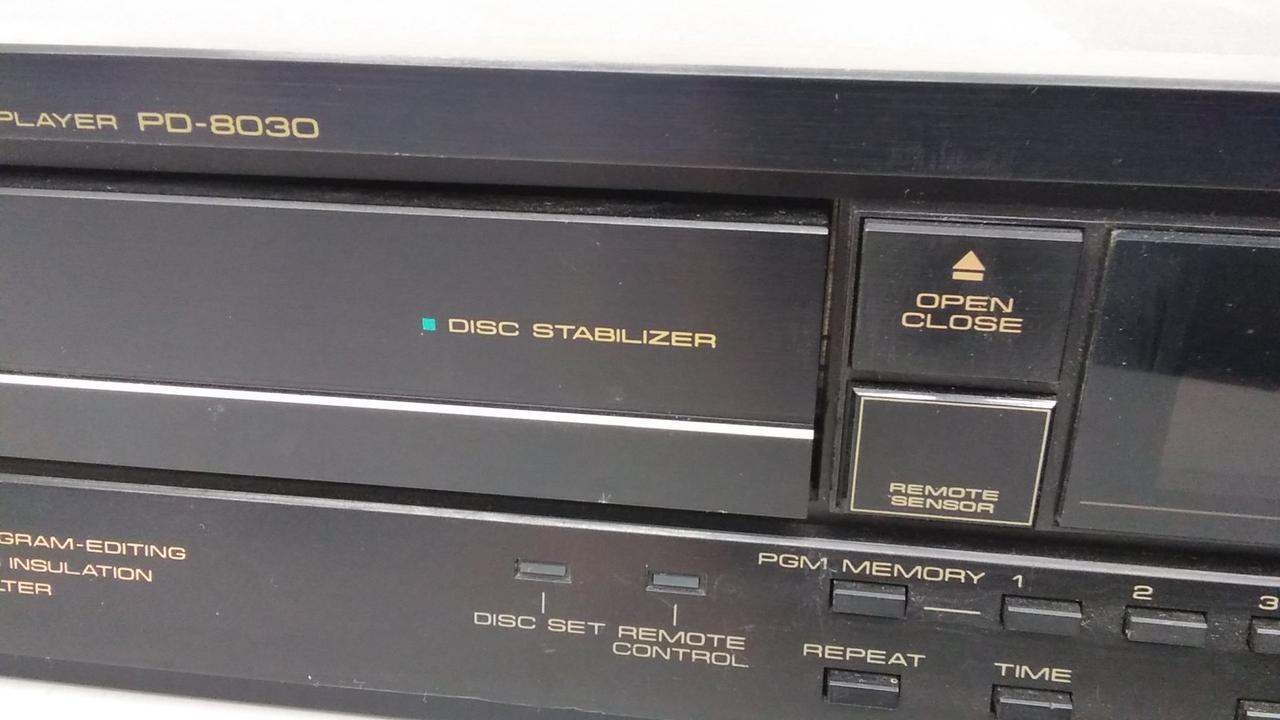 PLAYER PD-8030
DISC STABILIZER
OPEN
CLOSE
REMOTE
SENSOR
GRAM-EDITING
INSULATION
LTER
DISC SET
REMOTE
CONTROL
PGM MEMORY 1 2 3
REPEAT
TIME